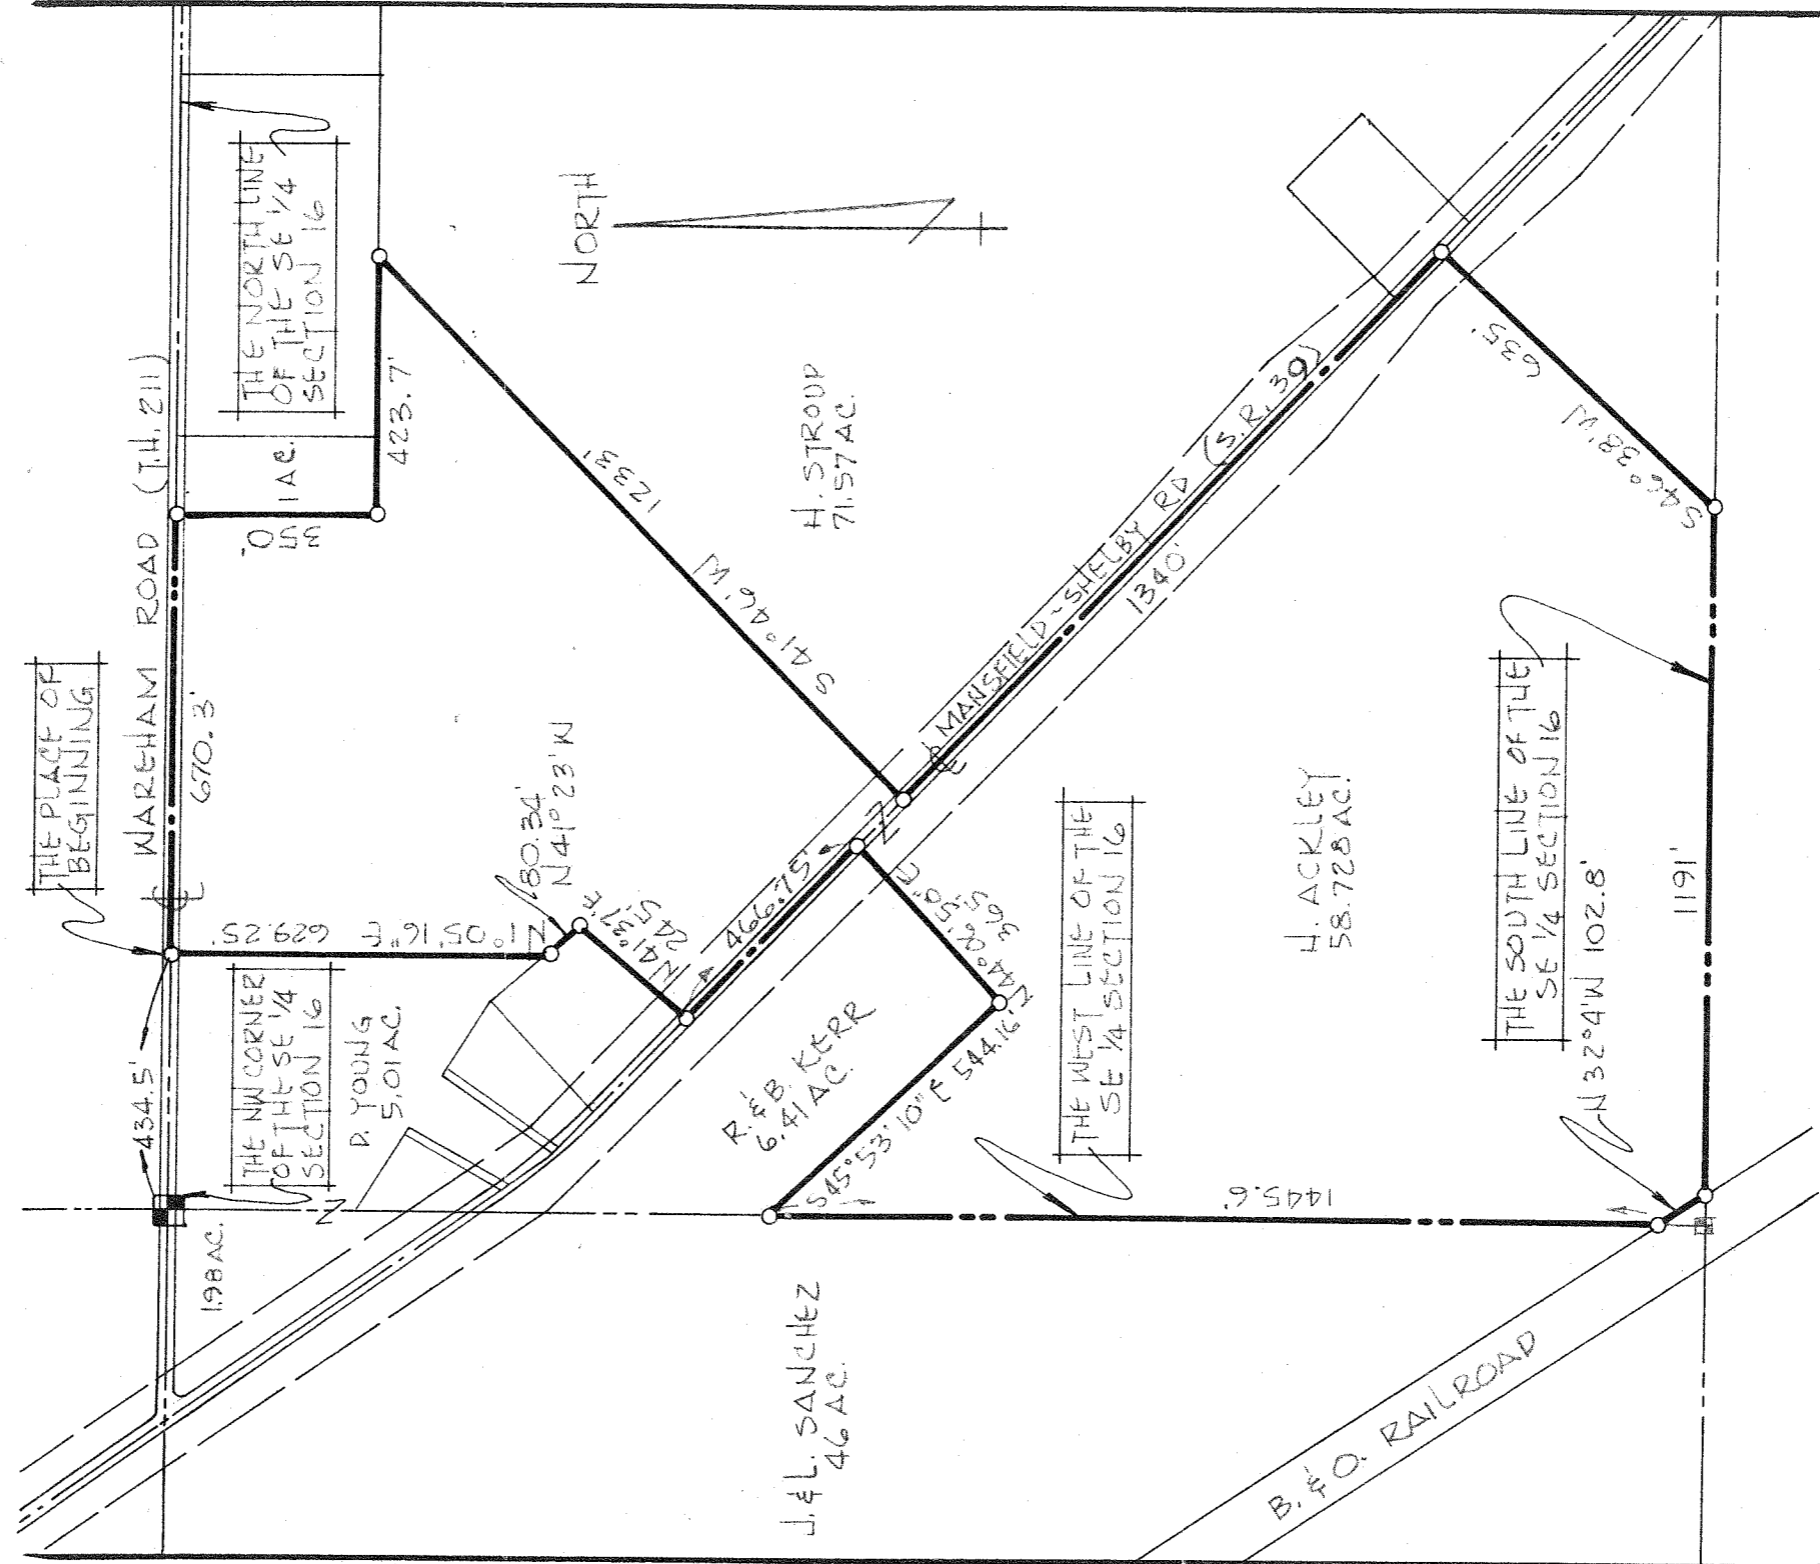 THE PLACE OF
BEGINNING
WAREHAM ROAD (T.H. 211)
THE NORTH LINE
OF THE SE 1/4
SECTION 16
434.5'
670.3'
350'
1 AC.
423.7'
THE NW CORNER
OF THE SE 1/4
SECTION 16
1.98 AC.
D. YOUNG
5.01 AC.
N 1° 05' 16" E 629.25'
80.34'
N 41° 23' W
N 41° 37' E
466.75'
NORTH
S 41° 46' W 1233'
H. STROUP
71.57 AC.
MANSFIELD ~ SHELBY RD (S.R. 39)
1340'
S 46° 38' W 635'
R. & B. KERR
6.41 AC.
N 44° 06' 50" E
365.5'
S 45° 53' 10" E 544.16'
THE WEST LINE OF THE
SE 1/4 SECTION 16
H. ACKLEY
58.728 AC.
J. & L. SANCHEZ
46 AC.
1445.6'
THE SOUTH LINE OF THE
SE 1/4 SECTION 16
N 32° 4' W 102.8'
1191'
B. & O. RAILROAD